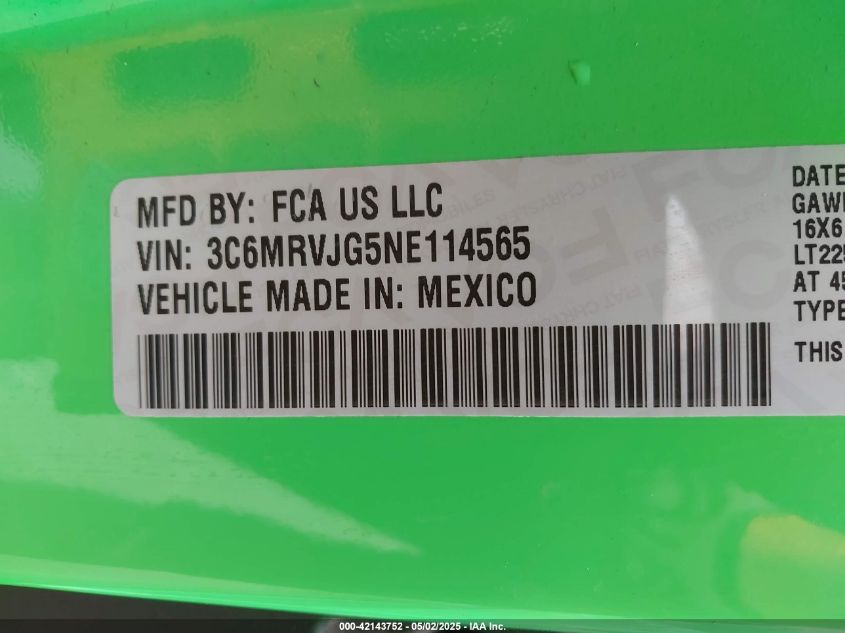 MFD BY: FCA US LLC
VIN: 3C6MRVJG5NE114565
VEHICLE MADE IN: MEXICO
DATE
GAWR
16X6
LT225
AT 45
TYPE
THIS
000-42143752 - 05/02/2025 - IAA Inc.